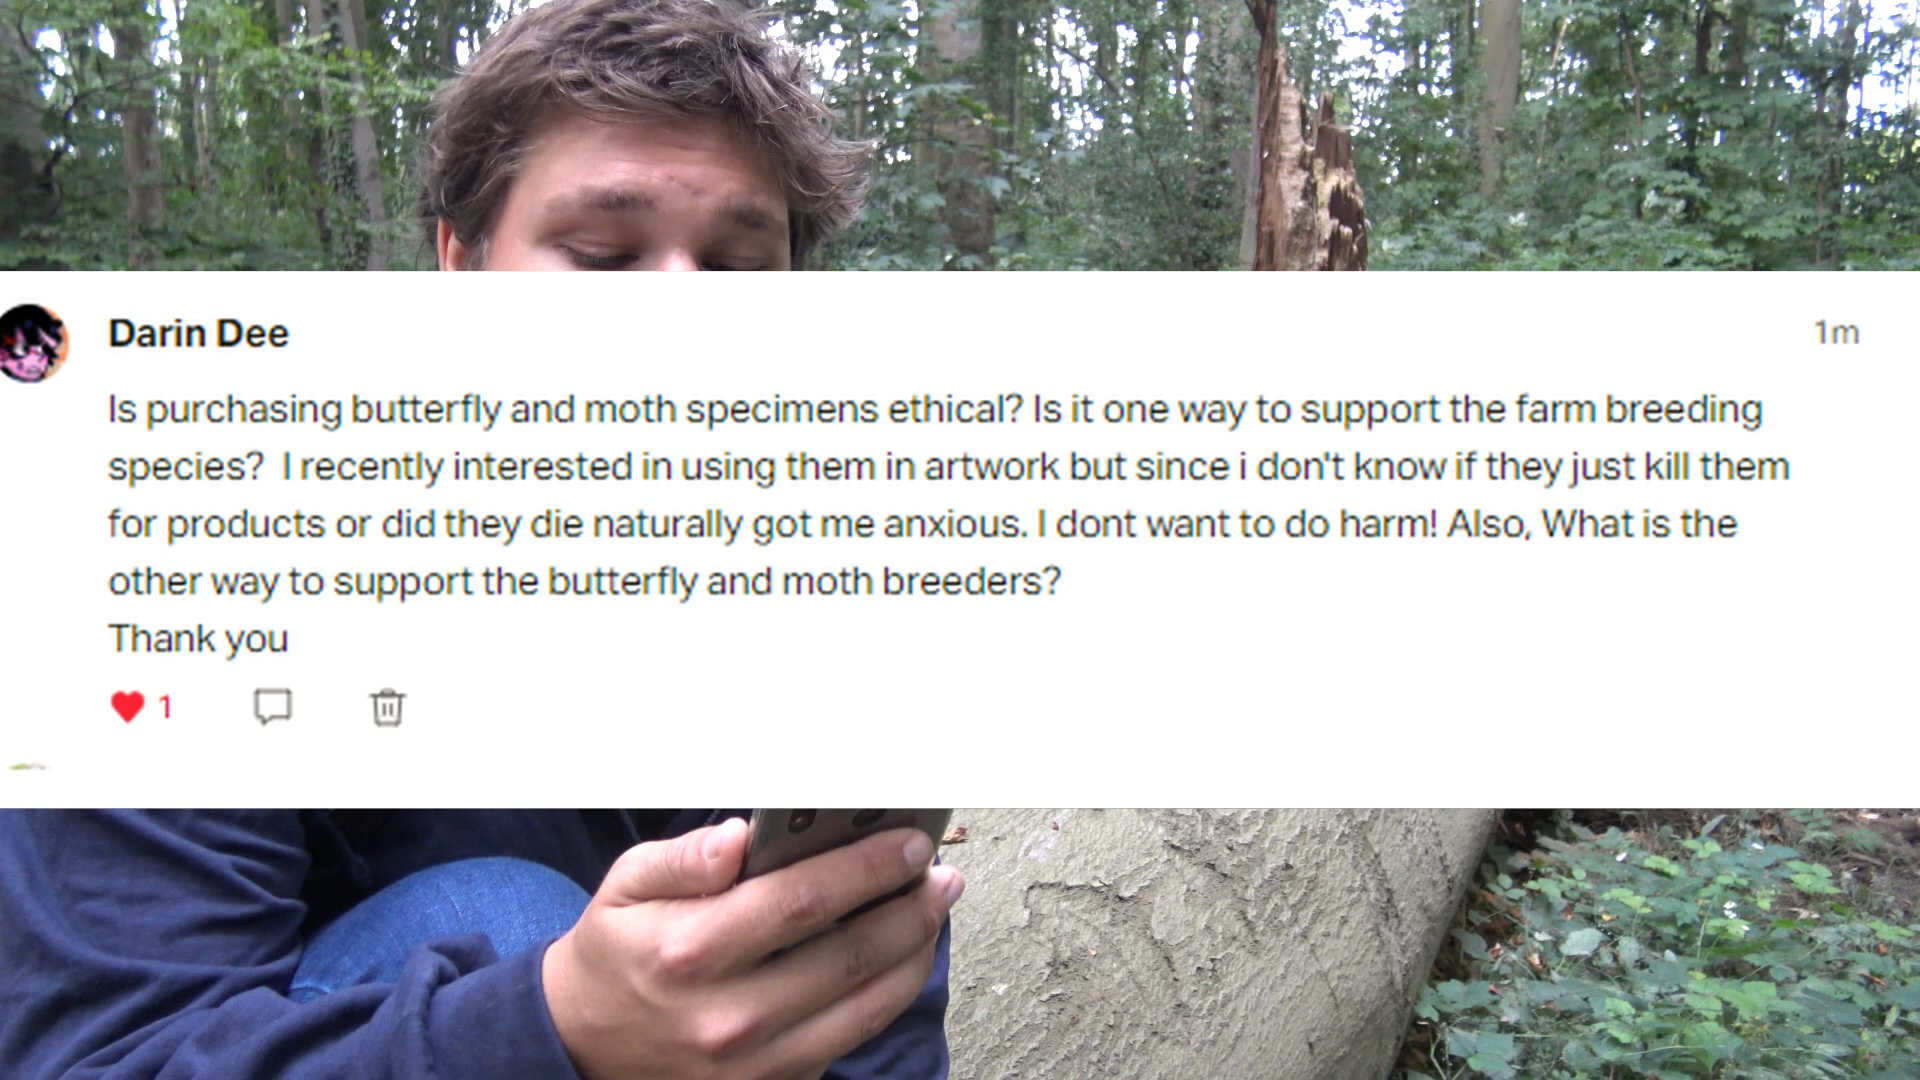 Darin Dee
1m
Is purchasing butterfly and moth specimens ethical? Is it one way to support the farm breeding
species?  I recently interested in using them in artwork but since i don't know if they just kill them
for products or did they die naturally got me anxious. I dont want to do harm! Also, What is the
other way to support the butterfly and moth breeders?
Thank you
1